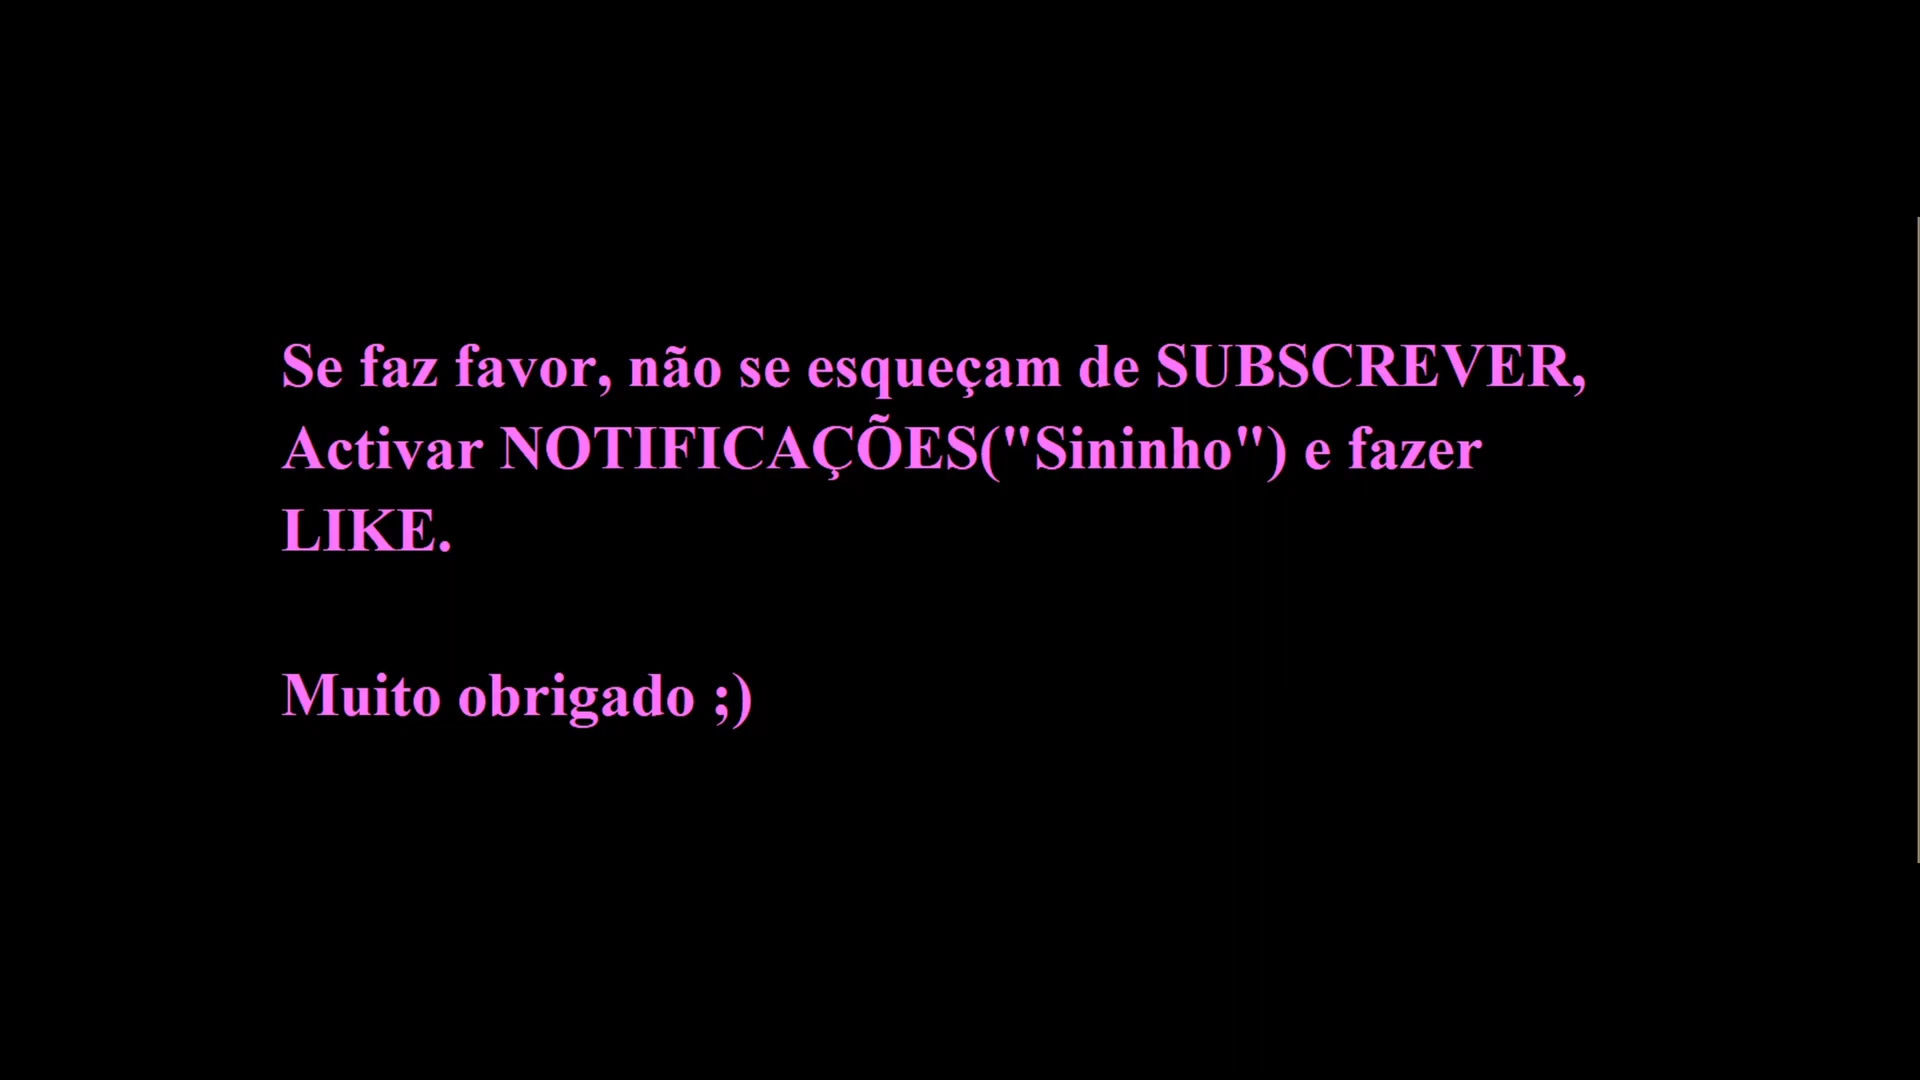 Se faz favor, não se esqueçam de SUBSCREVER,
Activar NOTIFICAÇÕES("Sininho") e fazer
LIKE.
Muito obrigado ;)